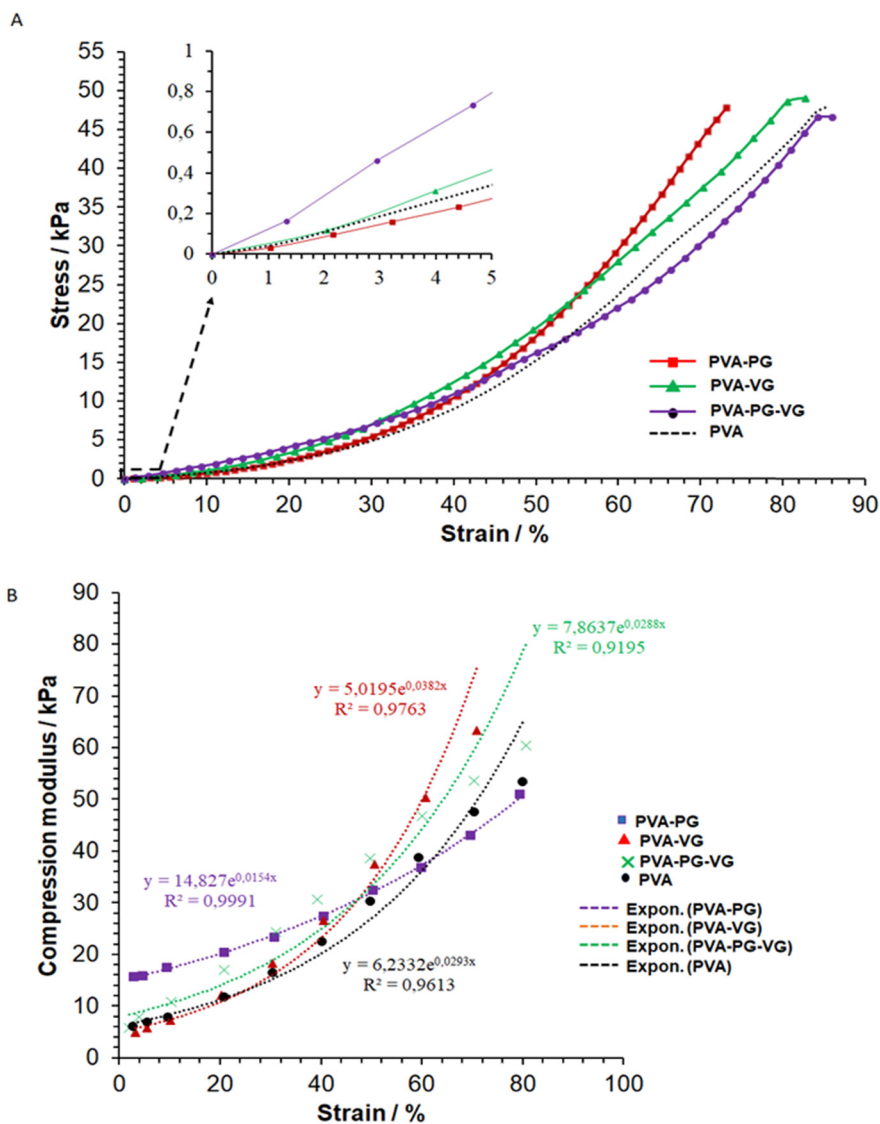 A
Stress / kPa
55
50
45
40
35
30
25
20
15
10
5
0
1
0,8
0,6
0,4
0,2
0
0 1 2 3 4 5
PVA-PG
PVA-VG
PVA-PG-VG
PVA
0 10 20 30 40 50 60 70 80 90
Strain / %
B
Compression modulus / kPa
90
80
70
60
50
40
30
20
10
0
y = 7,8637e^0,0288x
R² = 0,9195
y = 5,0195e^0,0382x
R² = 0,9763
y = 14,827e^0,0154x
R² = 0,9991
y = 6,2332e^0,0293x
R² = 0,9613
PVA-PG
PVA-VG
PVA-PG-VG
PVA
Expon. (PVA-PG)
Expon. (PVA-VG)
Expon. (PVA-PG-VG)
Expon. (PVA)
0 20 40 60 80 100
Strain / %